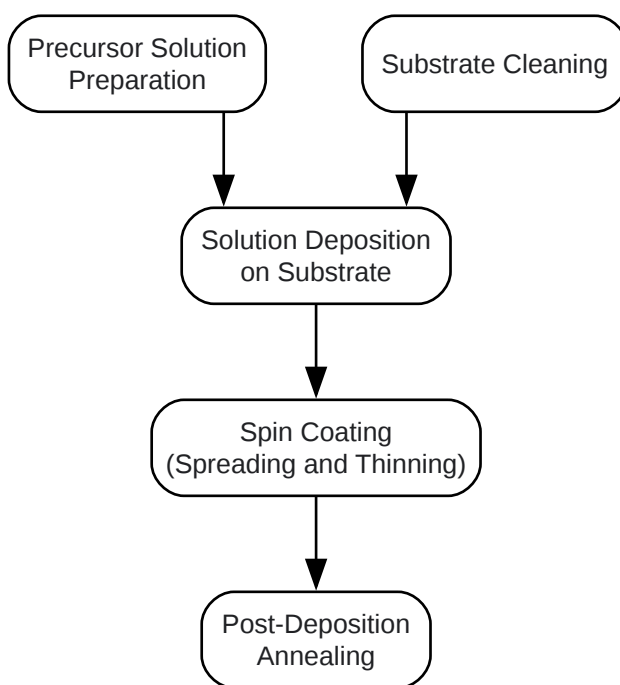 Precursor Solution
Preparation
Substrate Cleaning
Solution Deposition
on Substrate
Spin Coating
(Spreading and Thinning)
Post-Deposition
Annealing